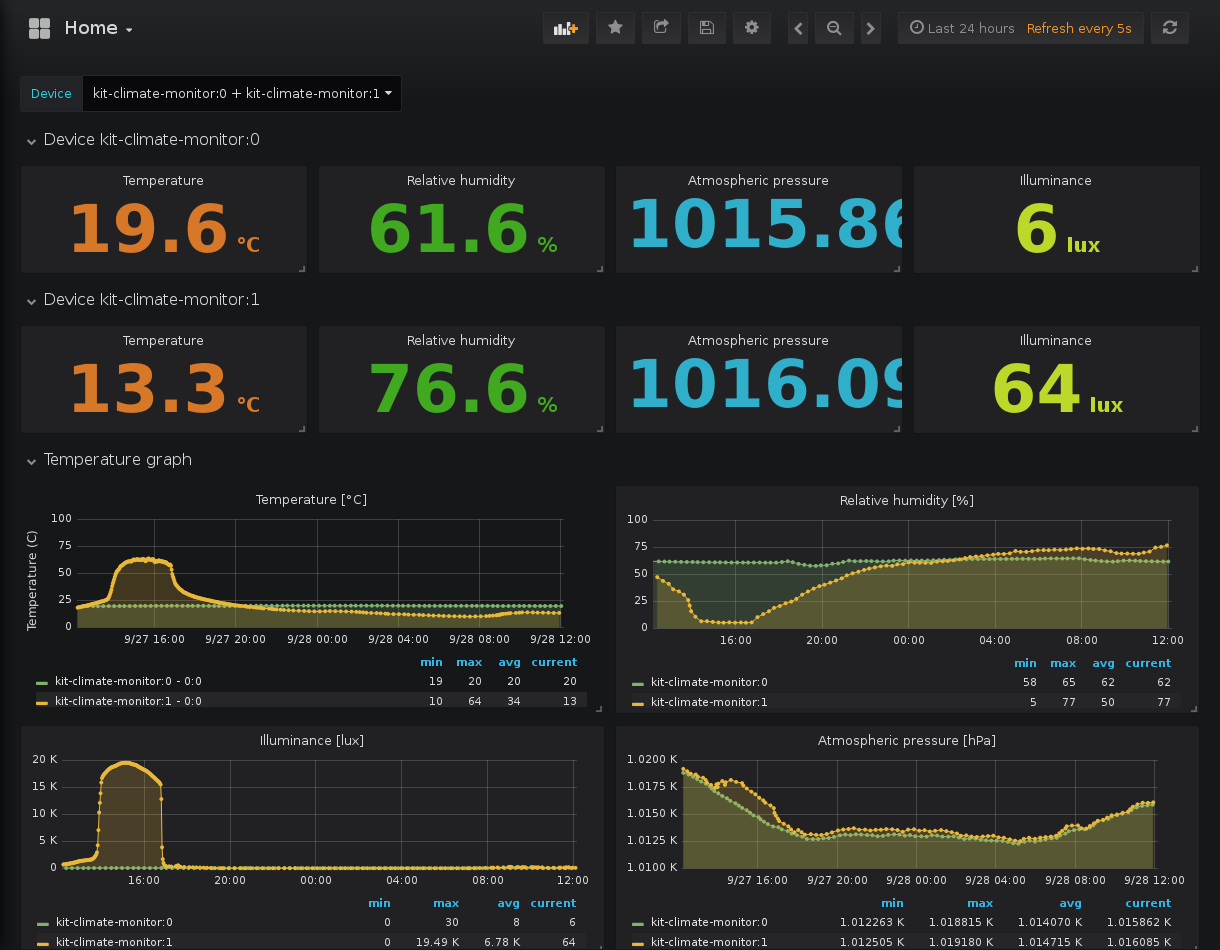 Home
Last 24 hours Refresh every 5s
Device kit-climate-monitor:0 + kit-climate-monitor:1
Device kit-climate-monitor:0
Temperature Relative humidity Atmospheric pressure Illuminance
19.6 °C 61.6 % 1015.86 6 lux
Device kit-climate-monitor:1
Temperature Relative humidity Atmospheric pressure Illuminance
13.3 °C 76.6 % 1016.09 64 lux
Temperature graph
Temperature [°C]
Temperature (C)
100
75
50
25
0
9/27 16:00 9/27 20:00 9/28 00:00 9/28 04:00 9/28 08:00 9/28 12:00
min max avg current
kit-climate-monitor:0 - 0:0 19 20 20 20
kit-climate-monitor:1 - 0:0 10 64 34 13
Relative humidity [%]
100
75
50
25
0
16:00 20:00 00:00 04:00 08:00 12:00
min max avg current
kit-climate-monitor:0 58 65 62 62
kit-climate-monitor:1 5 77 50 77
Illuminance [lux]
20 K
15 K
10 K
5 K
0
16:00 20:00 00:00 04:00 08:00 12:00
min max avg current
kit-climate-monitor:0 0 30 8 6
kit-climate-monitor:1 0 19.49 K 6.78 K 64
Atmospheric pressure [hPa]
1.0200 K
1.0175 K
1.0150 K
1.0125 K
1.0100 K
9/27 16:00 9/27 20:00 9/28 00:00 9/28 04:00 9/28 08:00 9/28 12:00
min max avg current
kit-climate-monitor:0 1.012263 K 1.018815 K 1.014070 K 1.015862 K
kit-climate-monitor:1 1.012505 K 1.019180 K 1.014715 K 1.016085 K